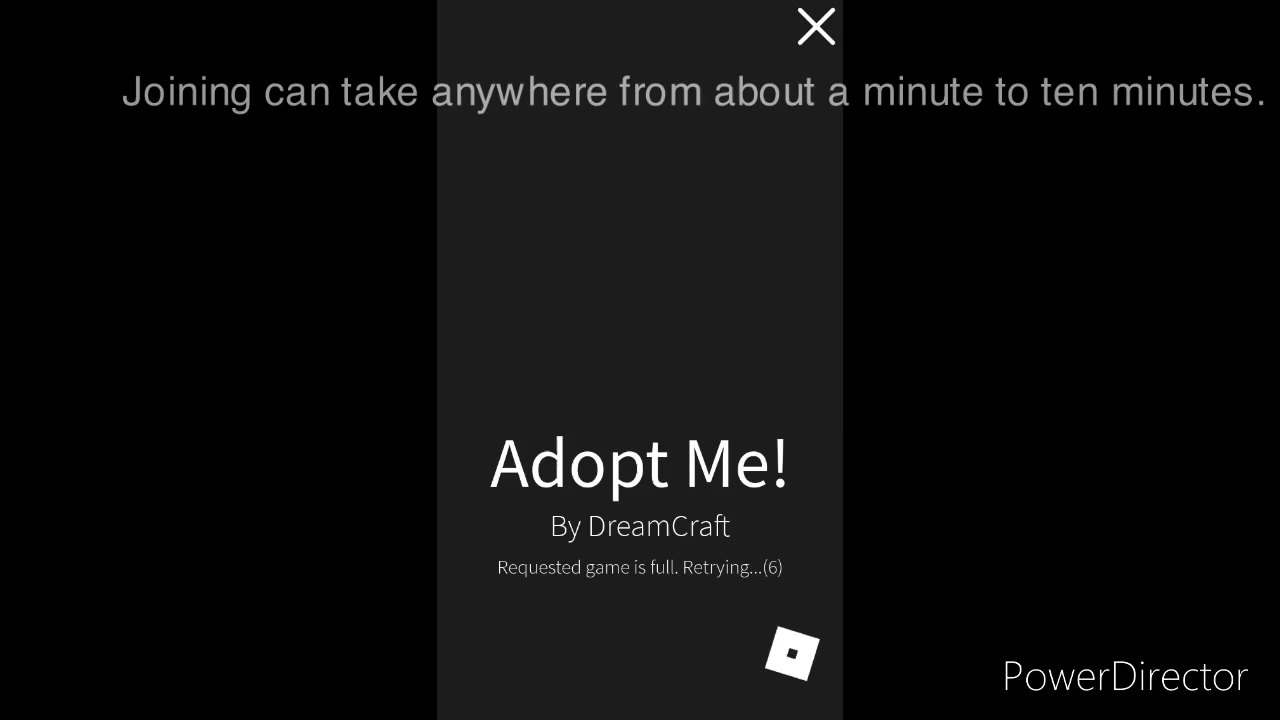 Joining can take anywhere from about a minute to ten minutes.
Adopt Me!
By DreamCraft
Requested game is full. Retrying...(6)
PowerDirector